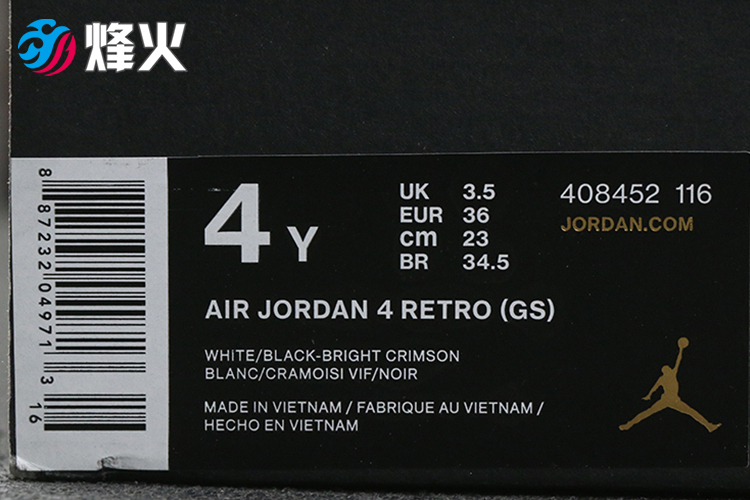 烽火
8 87232 04971 3
16
4 Y
UK 3.5
EUR 36
cm 23
BR 34.5
408452 116
JORDAN.COM
AIR JORDAN 4 RETRO (GS)
WHITE/BLACK-BRIGHT CRIMSON
BLANC/CRAMOISI VIF/NOIR
MADE IN VIETNAM / FABRIQUE AU VIETNAM /
HECHO EN VIETNAM